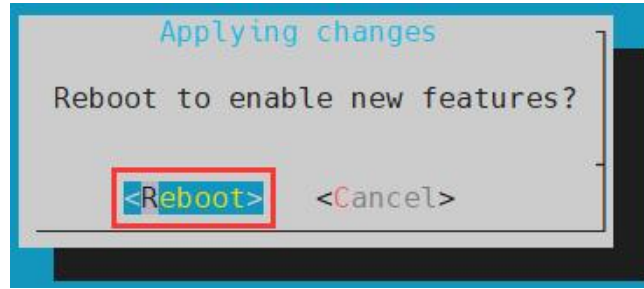 Applying changes
Reboot to enable new features?
<Reboot> <Cancel>